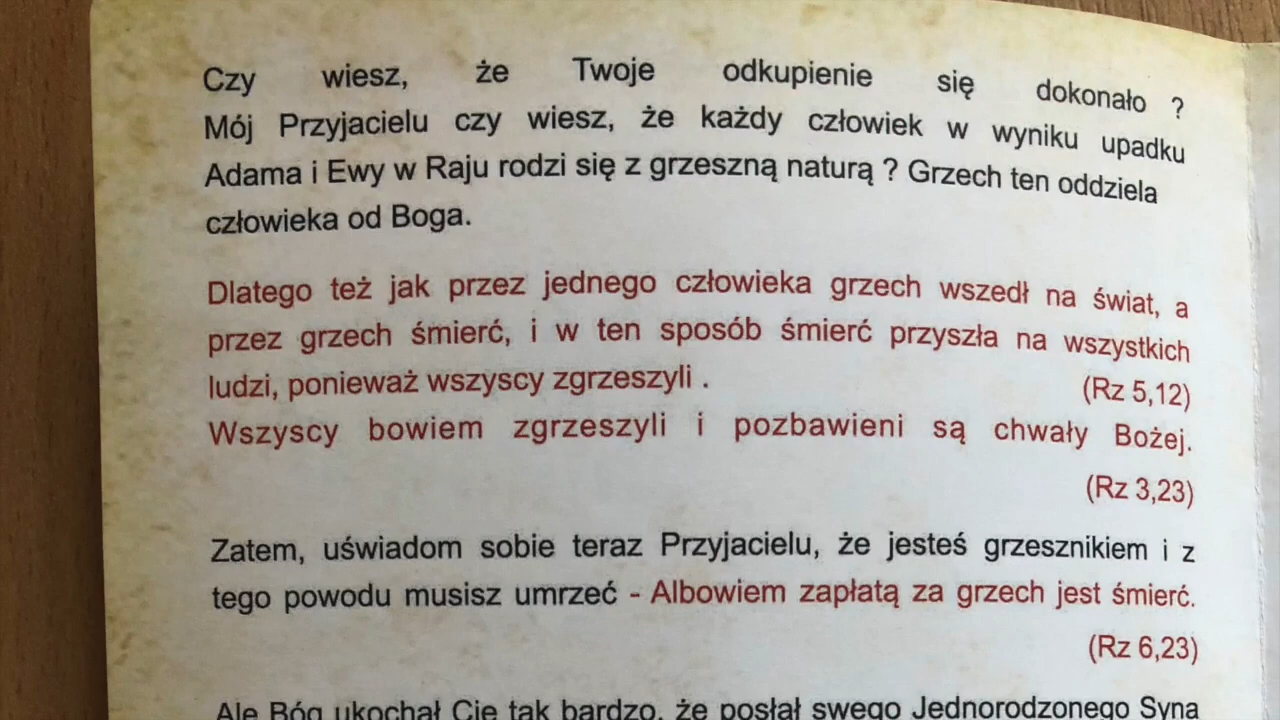 Czy wiesz, że Twoje odkupienie się dokonało ?
Mój Przyjacielu czy wiesz, że każdy człowiek w wyniku upadku
Adama i Ewy w Raju rodzi się z grzeszną naturą ? Grzech ten oddziela
człowieka od Boga.
Dlatego też jak przez jednego człowieka grzech wszedł na świat, a
przez grzech śmierć, i w ten sposób śmierć przyszła na wszystkich
ludzi, ponieważ wszyscy zgrzeszyli . (Rz 5,12)
Wszyscy bowiem zgrzeszyli i pozbawieni są chwały Bożej.
(Rz 3,23)
Zatem, uświadom sobie teraz Przyjacielu, że jesteś grzesznikiem i z
tego powodu musisz umrzeć - Albowiem zapłatą za grzech jest śmierć.
(Rz 6,23)
Ale Bóg ukochał Cię tak bardzo, że posłał swego Jednorodzonego Syna